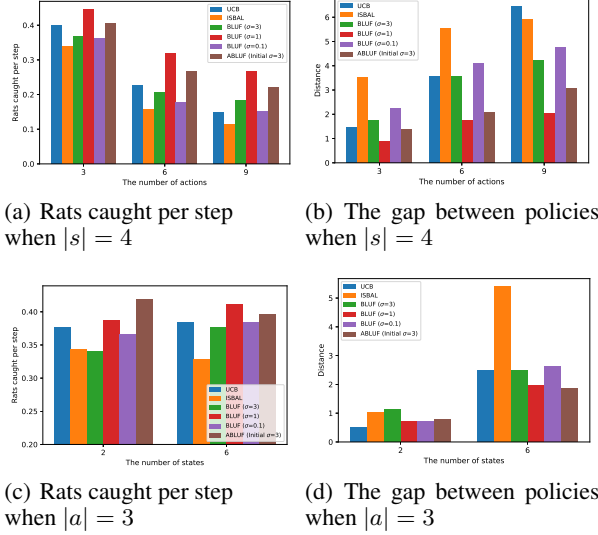 Rats caught per step
0.4
0.3
0.2
0.1
0.0
UCB
ISBAL
BLUF (σ=3)
BLUF (σ=1)
BLUF (σ=0.1)
ABLUF (Initial σ=3)
3
6
9
The number of actions
(a) Rats caught per step
when |s| = 4
Distance
6
5
4
3
2
1
0
UCB
ISBAL
BLUF (σ=3)
BLUF (σ=1)
BLUF (σ=0.1)
ABLUF (Initial σ=3)
3
6
9
The number of actions
(b) The gap between policies
when |s| = 4
Rats caught per step
0.40
0.35
0.30
0.25
0.20
UCB
ISBAL
BLUF (σ=3)
BLUF (σ=1)
BLUF (σ=0.1)
ABLUF (Initial σ=3)
2
6
The number of states
(c) Rats caught per step
when |a| = 3
Distance
5
4
3
2
1
0
UCB
ISBAL
BLUF (σ=3)
BLUF (σ=1)
BLUF (σ=0.1)
ABLUF (Initial σ=3)
2
6
The number of states
(d) The gap between policies
when |a| = 3